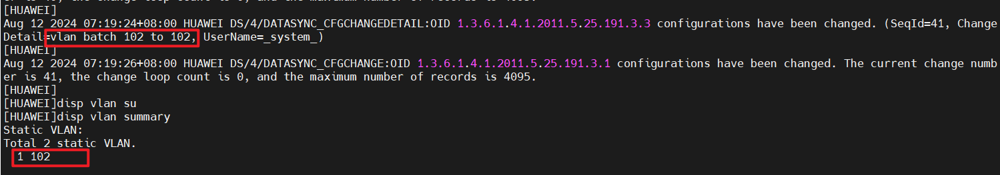 er is 40, the change loop count is 0, and the maximum number of records is 4095.
[HUAWEI]
Aug 12 2024 07:19:24+08:00 HUAWEI DS/4/DATASYNC_CFGCHANGEDETAIL:OID 1.3.6.1.4.1.2011.5.25.191.3.3 configurations have been changed. (SeqId=41, Change
Detail=vlan batch 102 to 102, UserName=_system_)
[HUAWEI]
Aug 12 2024 07:19:26+08:00 HUAWEI DS/4/DATASYNC_CFGCHANGE:OID 1.3.6.1.4.1.2011.5.25.191.3.1 configurations have been changed. The current change numb
er is 41, the change loop count is 0, and the maximum number of records is 4095.
[HUAWEI]
[HUAWEI]disp vlan su
[HUAWEI]disp vlan summary
Static VLAN:
Total 2 static VLAN.
1 102